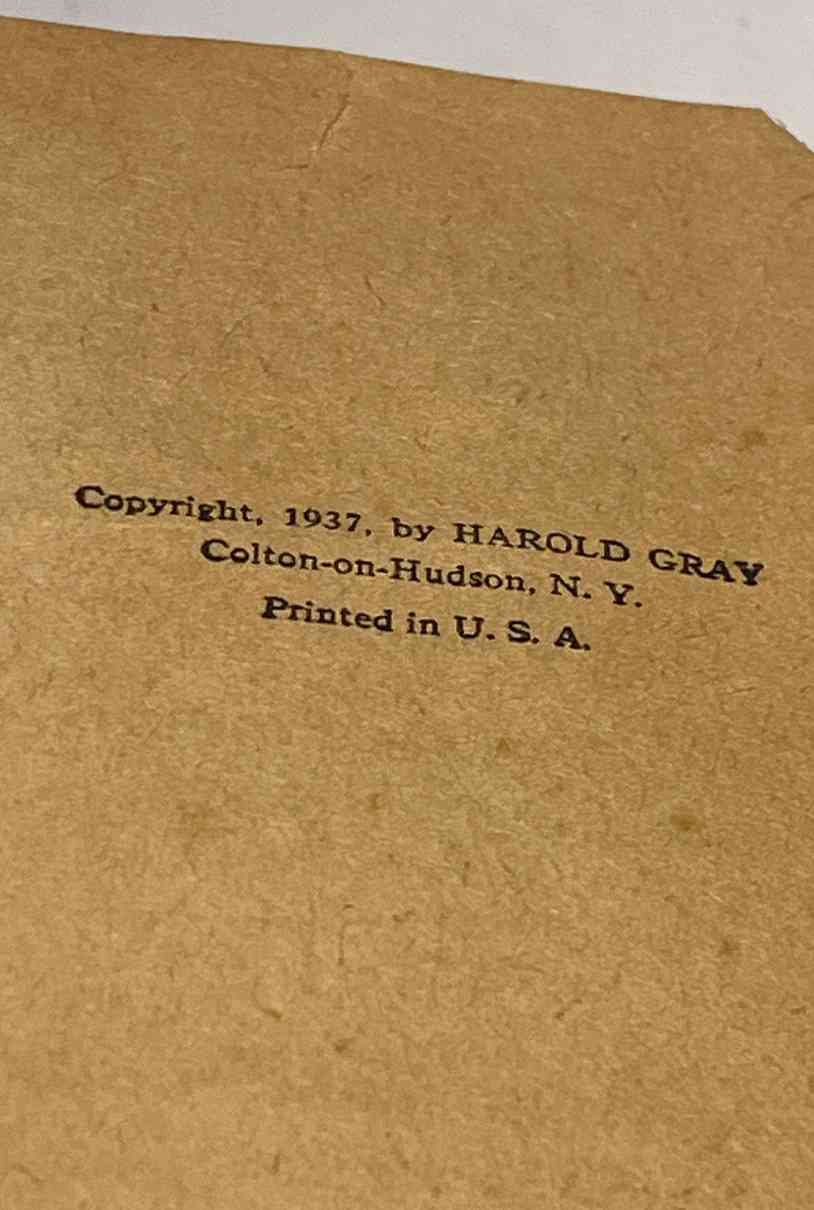 Copyright, 1937, by HAROLD GRAY
Colton-on-Hudson, N. Y.
Printed in U. S. A.